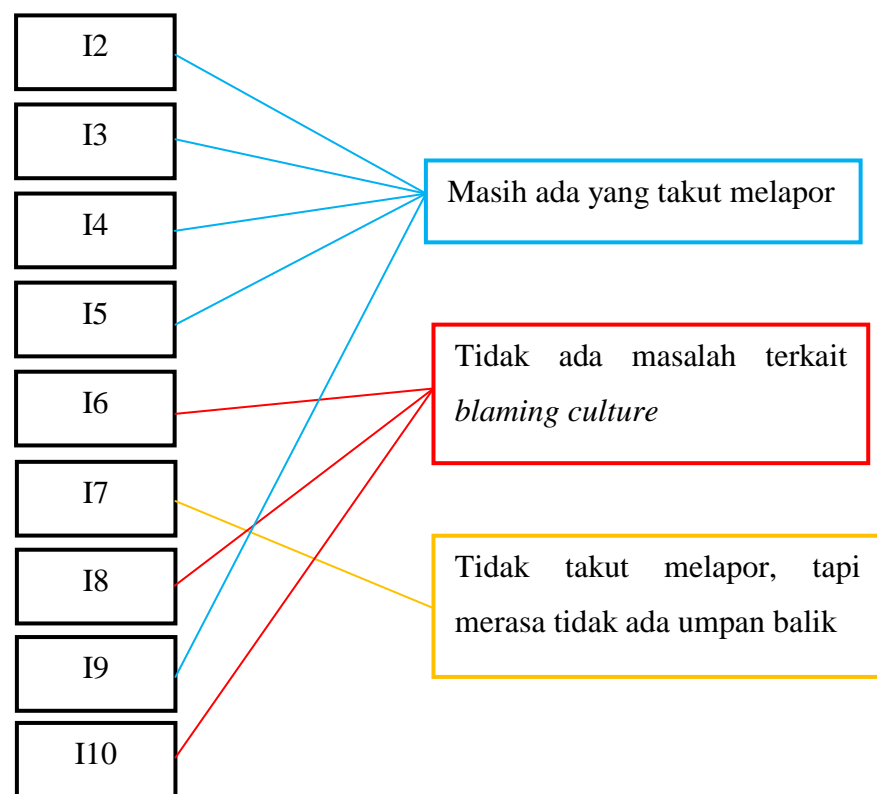 I2
I3
I4
I5
I6
I7
I8
I9
I10
Masih ada yang takut melapor
Tidak ada masalah terkait
blaming culture
Tidak takut melapor, tapi
merasa tidak ada umpan balik